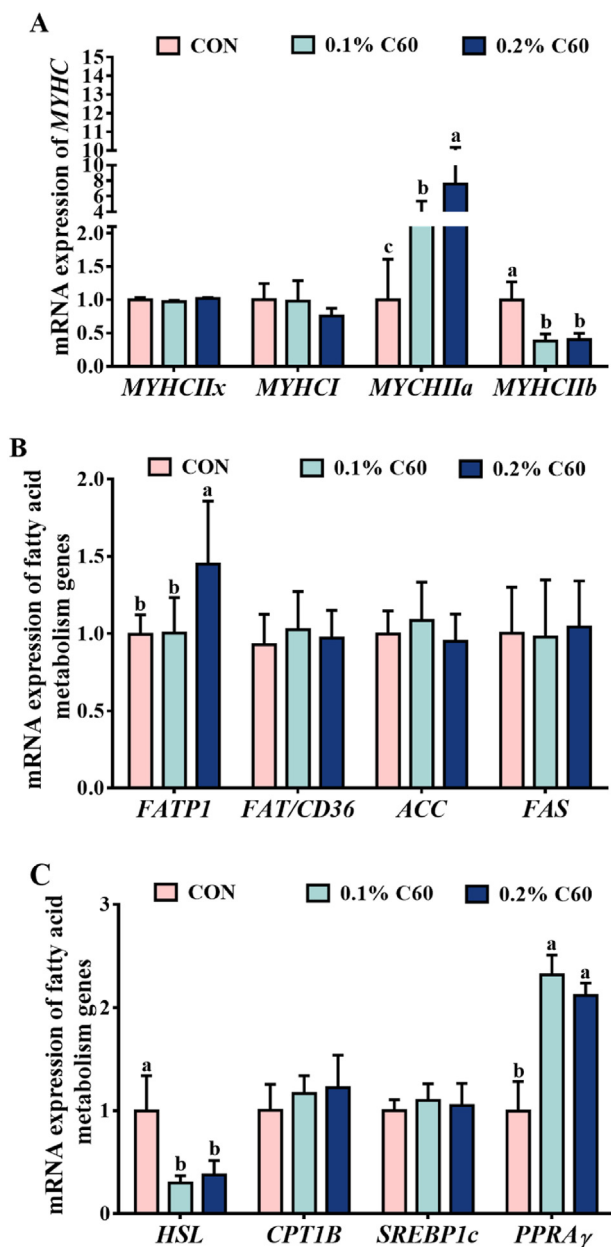 A
CON 0.1% C60 0.2% C60
mRNA expression of MYHC
15
14
13
12
11
10
10
8
6
4
2.0
1.5
1.0
0.5
0.0
c b a a b b
MYHCIIx MYHCI MYCHIIa MYHCIIb
B
CON 0.1% C60 0.2% C60
mRNA expression of fatty acid
metabolism genes
2.0
1.5
1.0
0.5
0.0
b b a
FATP1 FAT/CD36 ACC FAS
C
CON 0.1% C60 0.2% C60
mRNA expression of fatty acid
metabolism genes
3
2
1
0
a b b b a a
HSL CPT1B SREBP1c PPRAγ